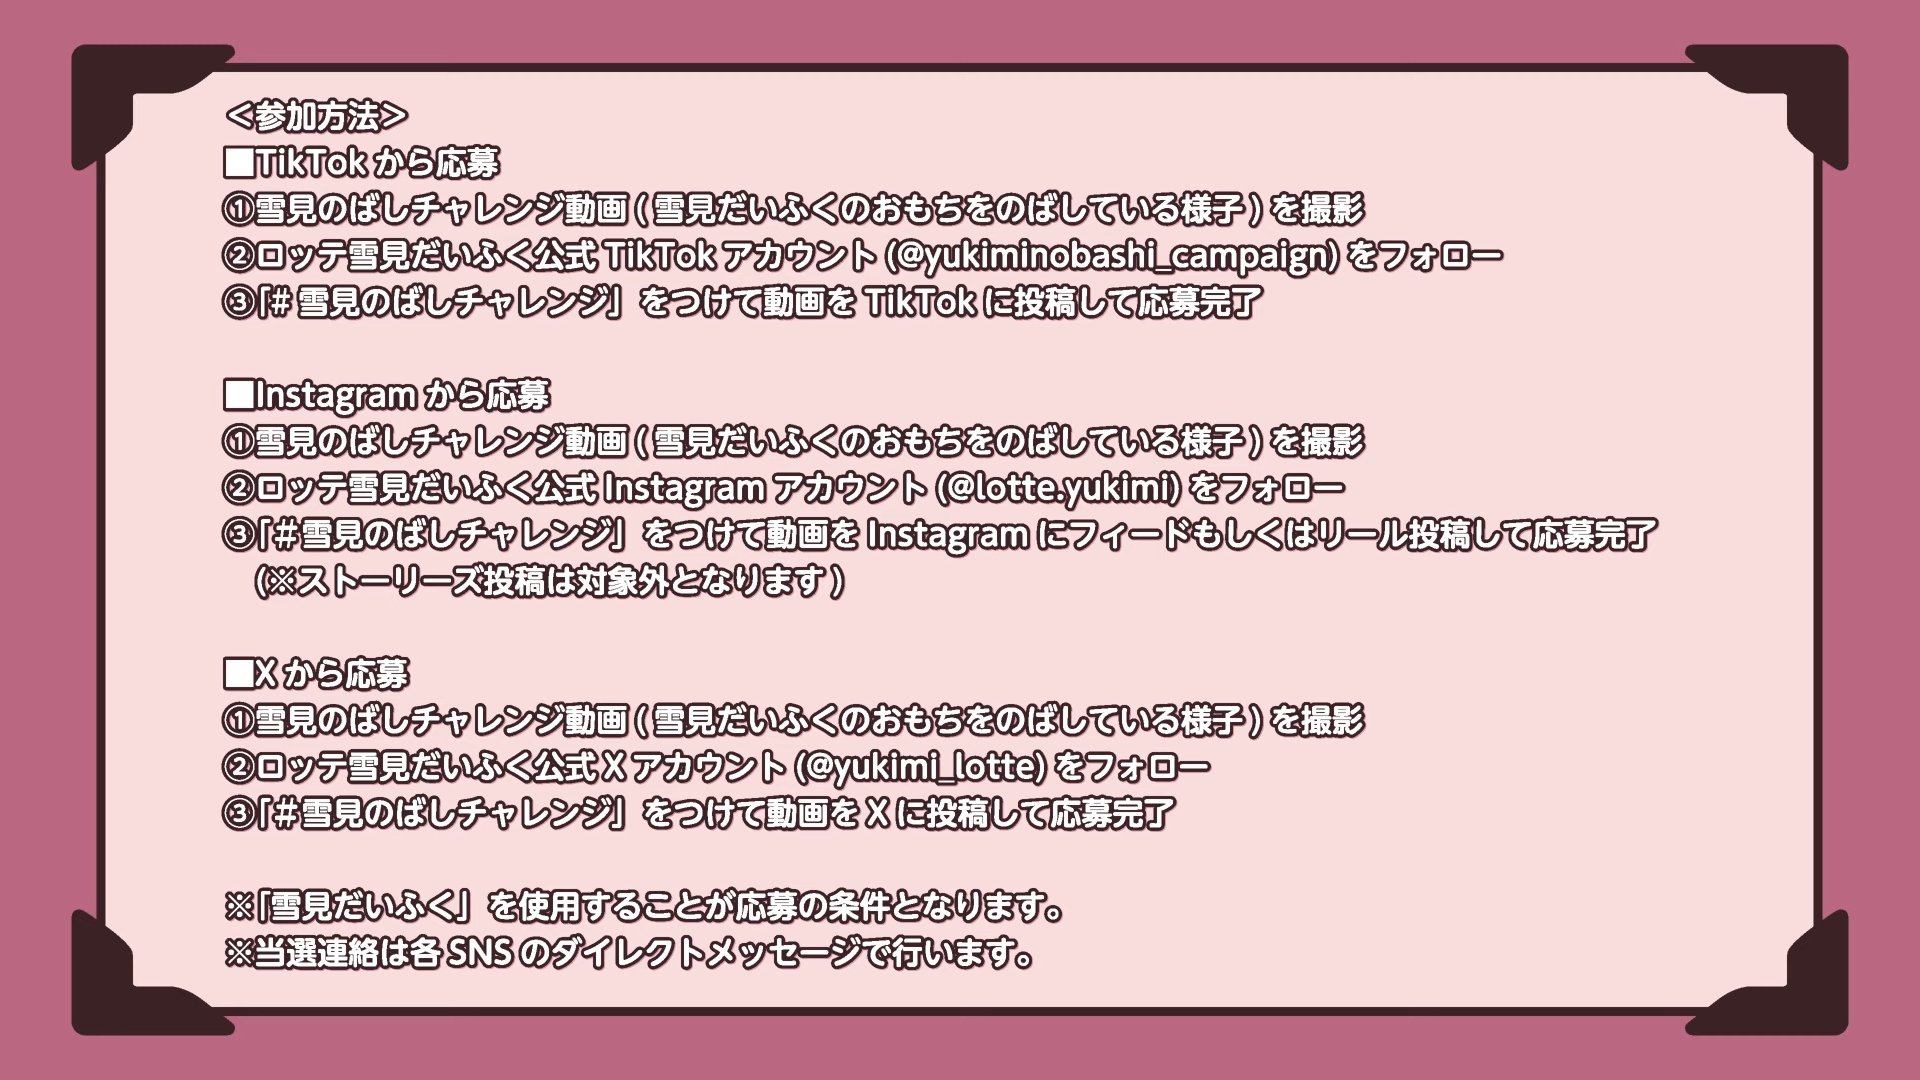 ＜参加方法＞
■TikTok から応募
①雪見のばしチャレンジ動画 ( 雪見だいふくのおもちをのばしている様子 ) を撮影
②ロッテ雪見だいふく公式 TikTok アカウント (@yukiminobashi_campaign) をフォロー
③「# 雪見のばしチャレンジ」をつけて動画を TikTok に投稿して応募完了
■Instagram から応募
①雪見のばしチャレンジ動画 ( 雪見だいふくのおもちをのばしている様子 ) を撮影
②ロッテ雪見だいふく公式 Instagram アカウント (@lotte.yukimi) をフォロー
③「＃雪見のばしチャレンジ」をつけて動画を Instagram にフィードもしくはリール投稿して応募完了
(※ストーリーズ投稿は対象外となります )
■X から応募
①雪見のばしチャレンジ動画 ( 雪見だいふくのおもちをのばしている様子 ) を撮影
②ロッテ雪見だいふく公式 X アカウント (@yukimi_lotte) をフォロー
③「＃雪見のばしチャレンジ」をつけて動画を X に投稿して応募完了
※「雪見だいふく」を使用することが応募の条件となります。
※当選連絡は各 SNS のダイレクトメッセージで行います。